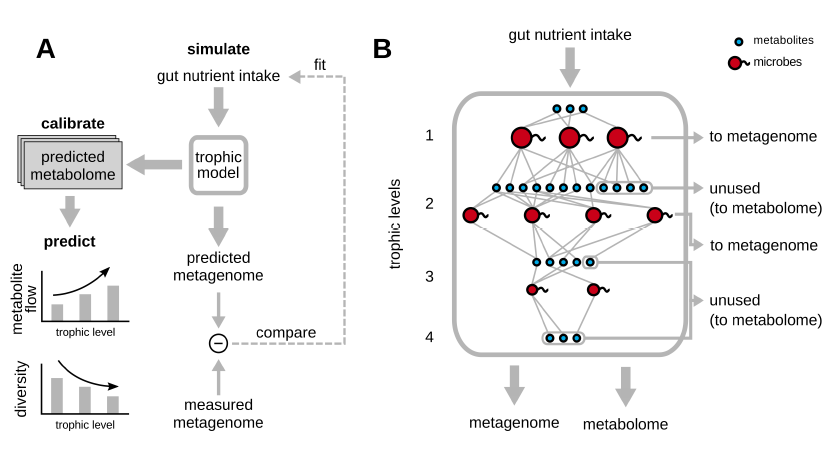 A
simulate
gut nutrient intake
fit
calibrate
predicted
metabolome
trophic
model
predict
metabolite
flow
trophic level
diversity
trophic level
predicted
metagenome
−
compare
measured
metagenome
B
gut nutrient intake
metabolites
microbes
trophic levels
1
2
3
4
to metagenome
unused
(to metabolome)
to metagenome
unused
(to metabolome)
metagenome
metabolome